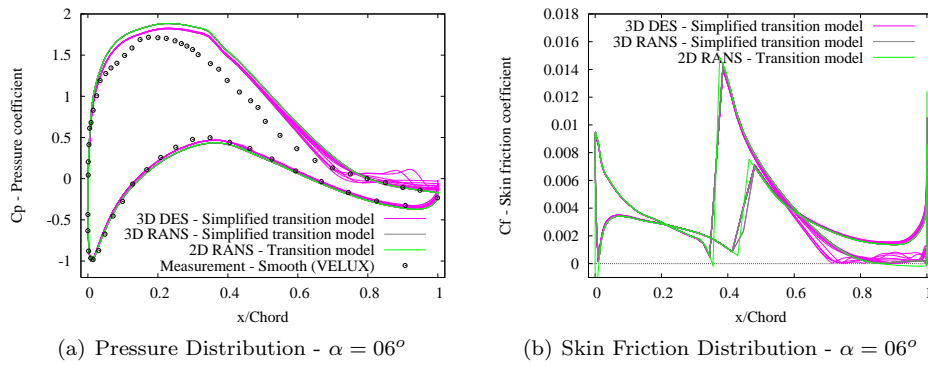 2
1.5
1
0.5
0
-0.5
-1
Cp - Pressure coefficient
3D DES - Simplified transition model
3D RANS - Simplified transition model
2D RANS - Transition model
Measurement - Smooth (VELUX)
0 0.2 0.4 0.6 0.8 1
x/Chord
(a) Pressure Distribution - α = 06°
0.018
0.016
0.014
0.012
0.01
0.008
0.006
0.004
0.002
0
Cf - Skin friction coefficient
3D DES - Simplified transition model
3D RANS - Simplified transition model
2D RANS - Transition model
0 0.2 0.4 0.6 0.8 1
x/Chord
(b) Skin Friction Distribution - α = 06°